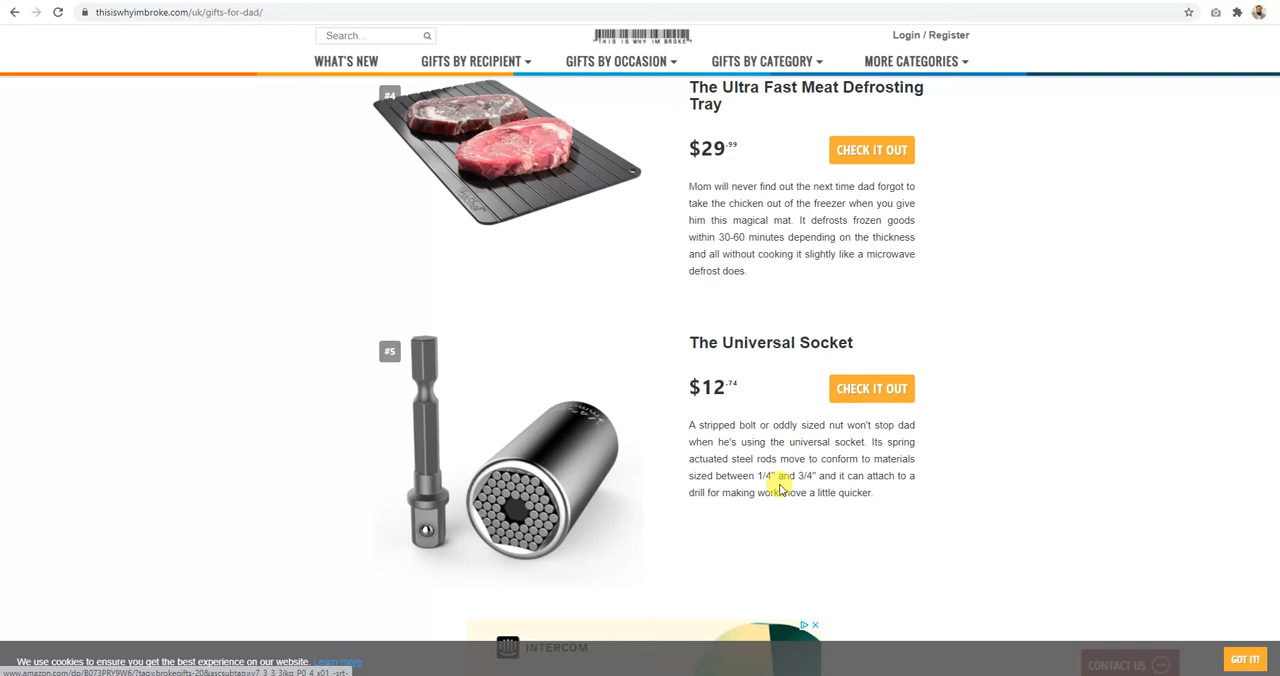 thisiswhyimbroke.com/uk/gifts-for-dad/
Search...
THIS IS WHY IM BROKE
Login / Register
WHAT'S NEW
GIFTS BY RECIPIENT
GIFTS BY OCCASION
GIFTS BY CATEGORY
MORE CATEGORIES
#4
The Ultra Fast Meat Defrosting
Tray
$29.99
CHECK IT OUT
Mom will never find out the next time dad forgot to
take the chicken out of the freezer when you give
him this magical mat. It defrosts frozen goods
within 30-60 minutes depending on the thickness
and all without cooking it slightly like a microwave
defrost does.
#5
The Universal Socket
$12.74
CHECK IT OUT
A stripped bolt or oddly sized nut won't stop dad
when he's using the universal socket. Its spring
actuated steel rods move to conform to materials
sized between 1/4" and 3/4" and it can attach to a
drill for making work move a little quicker.
INTERCOM
We use cookies to ensure you get the best experience on our website. Learn more
GOT IT!
CONTACT US